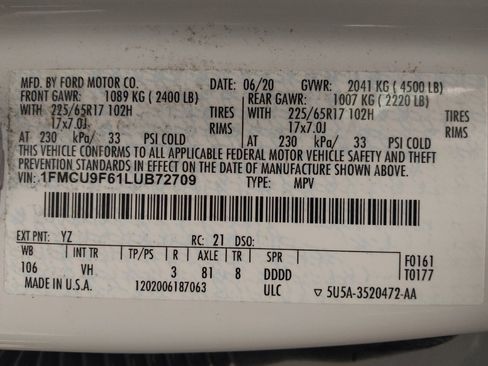 MFD. BY FORD MOTOR CO. DATE: 06/20 GVWR: 2041 KG ( 4500 LB)
FRONT GAWR: 1089 KG ( 2400 LB) REAR GAWR: 1007 KG ( 2220 LB)
WITH 225/65R17 102H TIRES WITH 225/65R17 102H TIRES
17x7.0J RIMS 17x7.0J RIMS
AT 230 kPa/ 33 PSI COLD AT 230 kPa/ 33 PSI COLD
THIS VEHICLE CONFORMS TO ALL APPLICABLE FEDERAL MOTOR VEHICLE SAFETY AND THEFT
PREVENTION STANDARDS IN EFFECT ON THE DATE OF MANUFACTURE SHOWN ABOVE.
VIN: 1FMCU9F61LUB72709 TYPE: MPV
EXT PNT: YZ RC: 21 DSO:
WB INT TR TP/PS R AXLE TR SPR F0161
106 VH 3 81 8 DDDD T0177
MADE IN U.S.A. 1202006187063 ULC ▽ 5U5A-3520472-AA